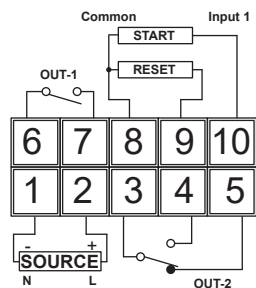 Common Input 1
START
RESET
OUT-1
6 7 8 9 10
1 2 3 4 5
- +
SOURCE
N L
OUT-2